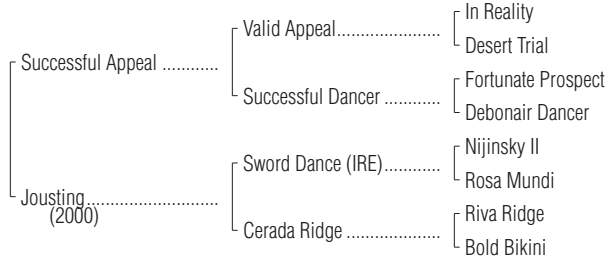 In Reality
Valid Appeal..................
Desert Trial
Successful Appeal ............
Fortunate Prospect
Successful Dancer ............
Debonair Dancer
Nijinsky II
Sword Dance (IRE).............
Rosa Mundi
Jousting............................
(2000)
Riva Ridge
Cerada Ridge ....................
Bold Bikini